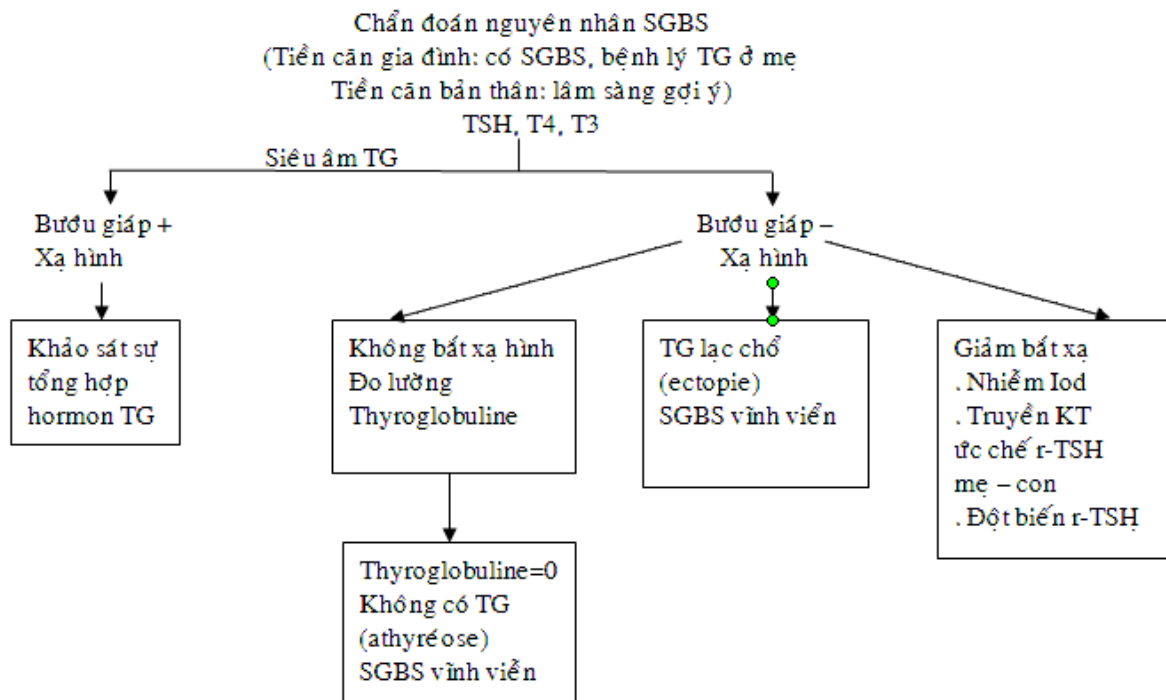 Chẩn đoán nguyên nhân SGBS
(Tiền căn gia đình: có SGBS, bệnh lý TG ở mẹ
Tiền căn bản thân: lâm sàng gợi ý)
TSH, T4, T3
Siêu âm TG
Bướu giáp +
Xạ hình
Bướu giáp –
Xạ hình
Khảo sát sự
tổng hợp
hormon TG
Không bắt xạ hình
Đo lường
Thyroglobuline
TG lạc chổ
(ectopie)
SGBS vĩnh viển
Giảm bắt xạ
. Nhiễm Iod
. Truyền KT
ức chế r-TSH
mẹ – con
. Đột biến r-TSH
Thyroglobuline=0
Không có TG
(athyréose)
SGBS vĩnh viễn